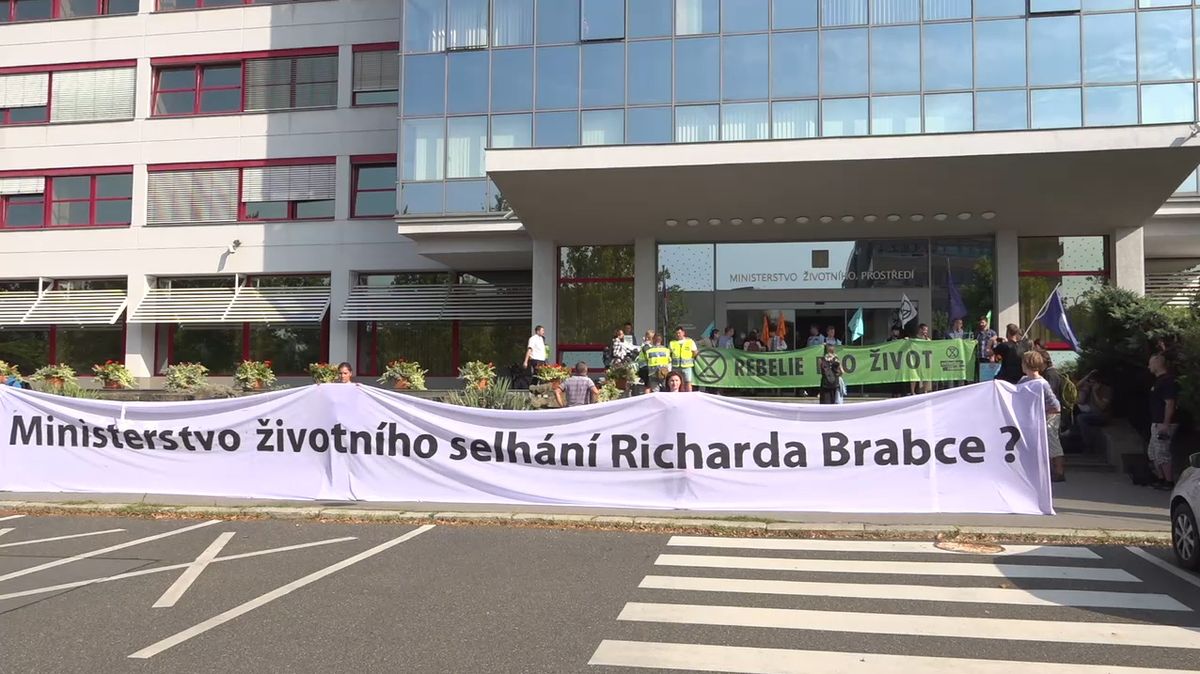 MINISTERSTVO ŽIVOTNÍHO PROSTŘEDÍ
REBELIE PRO ŽIVOT
Ministerstvo životního selhání Richarda Brabce ?